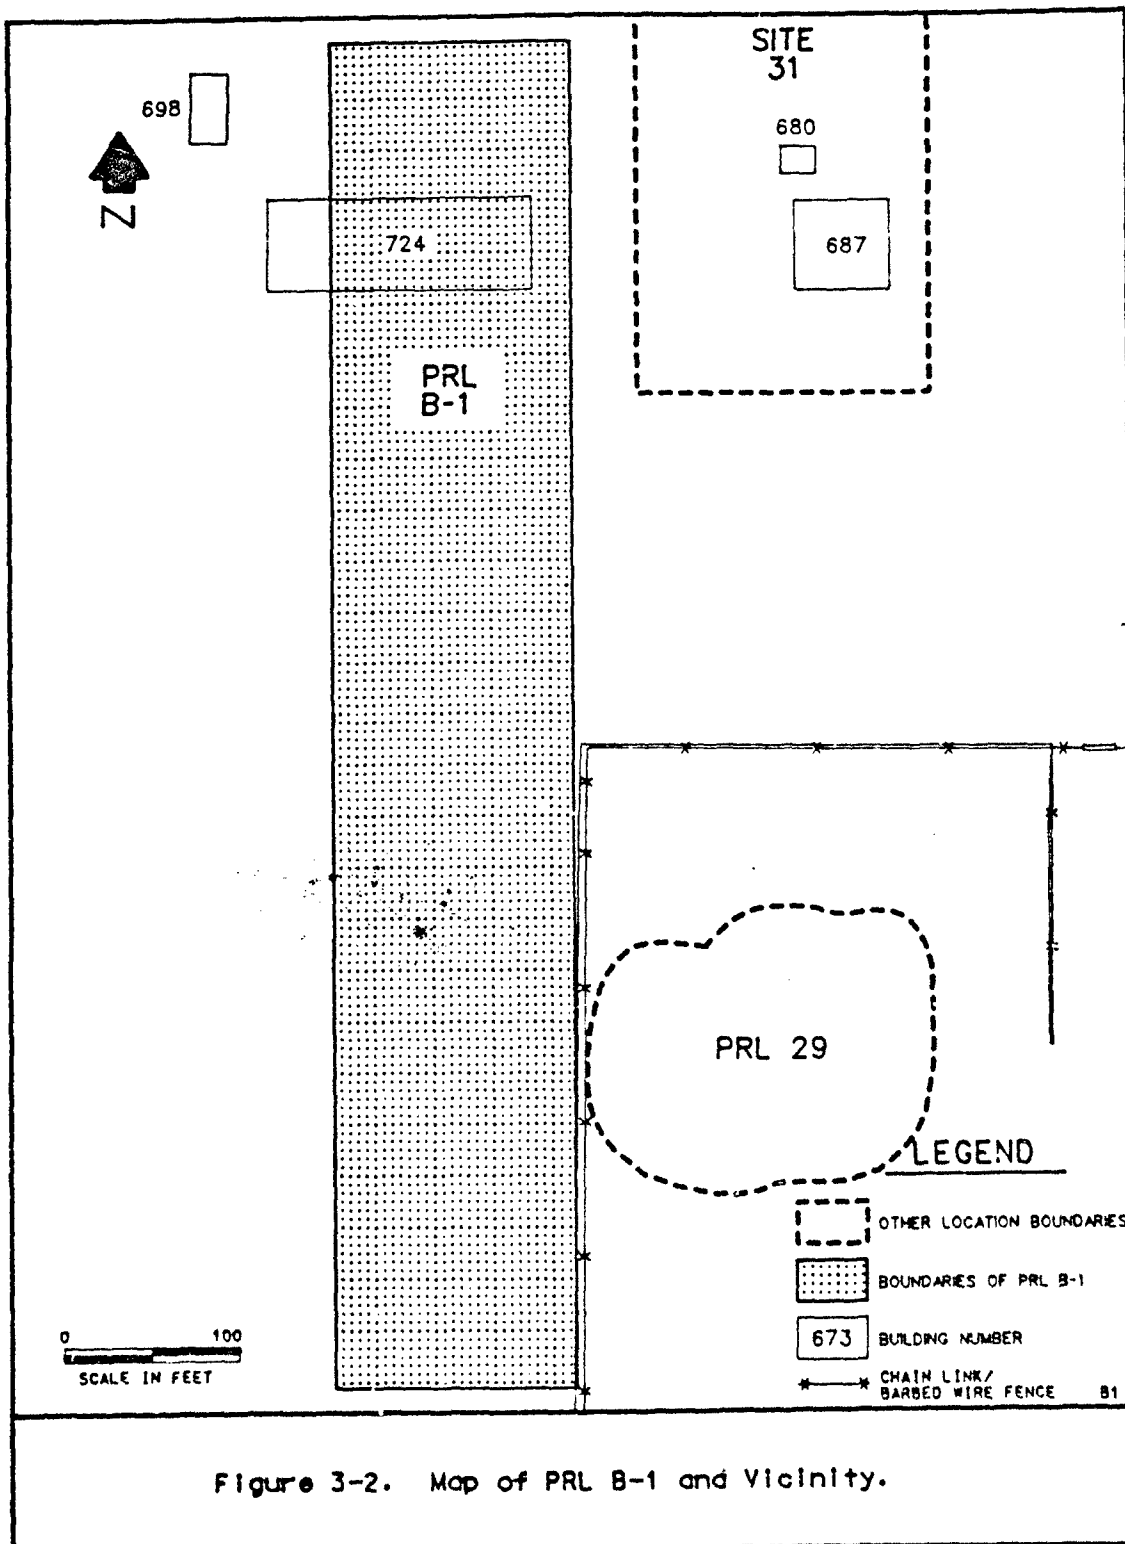 SITE
31
698
680
N
724
687
PRL
B-1
PRL 29
LEGEND
OTHER LOCATION BOUNDARIES
BOUNDARIES OF PRL B-1
673 BUILDING NUMBER
CHAIN LINK/
BARBED WIRE FENCE
B1
0 100
SCALE IN FEET
Figure 3-2. Map of PRL B-1 and Vicinity.